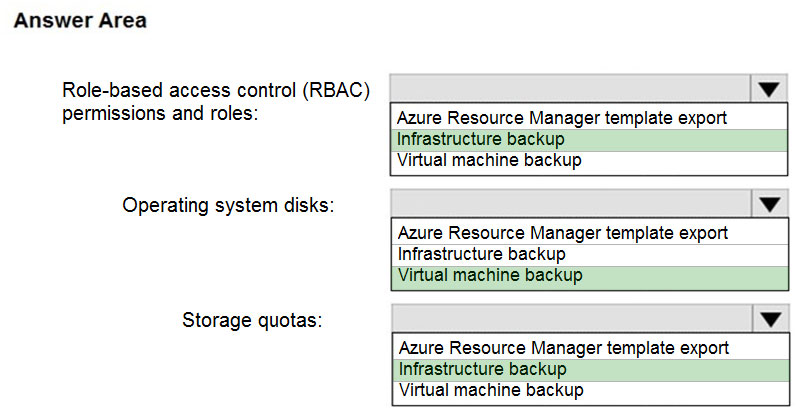 Answer Area
Role-based access control (RBAC)
permissions and roles:
Azure Resource Manager template export
Infrastructure backup
Virtual machine backup
Operating system disks:
Azure Resource Manager template export
Infrastructure backup
Virtual machine backup
Storage quotas:
Azure Resource Manager template export
Infrastructure backup
Virtual machine backup